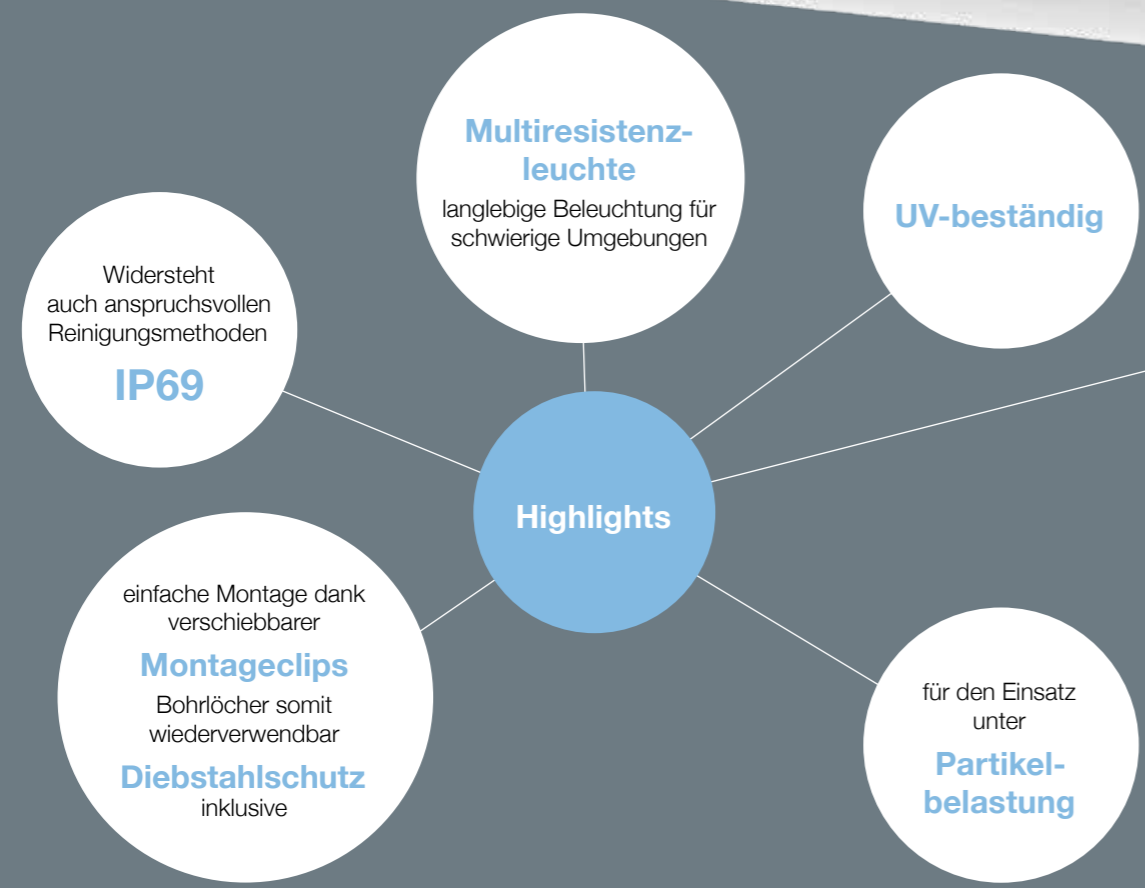 Multiresistenz-
leuchte
langlebige Beleuchtung für
schwierige Umgebungen
UV-beständig
Widersteht
auch anspruchsvollen
Reinigungsmethoden
IP69
Highlights
einfache Montage dank
verschiebbarer
Montageclips
Bohrlöcher somit
wiederverwendbar
Diebstahlschutz
inklusive
für den Einsatz
unter
Partikel-
belastung